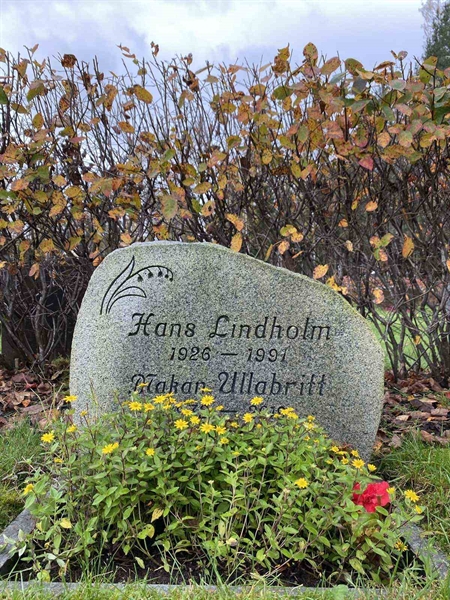 Hans Lindholm
1926 – 1991
Makan Ullabritt